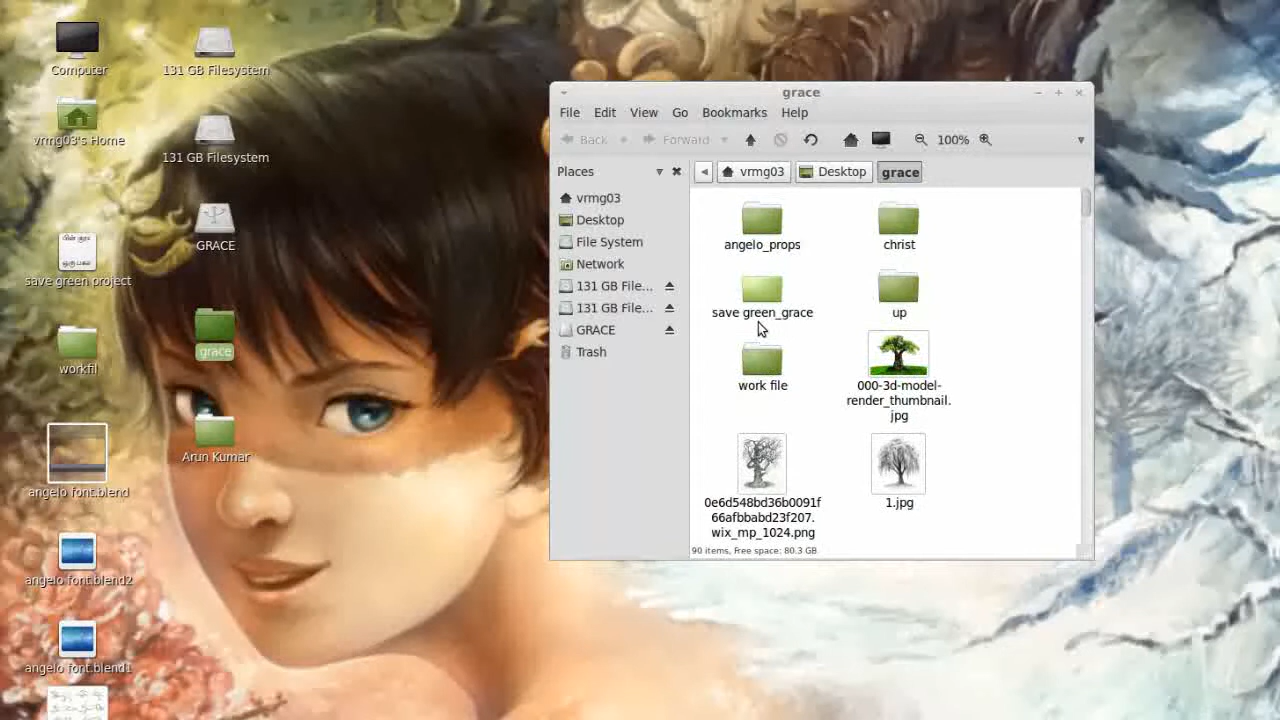 Computer
131 GB Filesystem
vrmg03's Home
131 GB Filesystem
GRACE
save green project
grace
workfil
Arun Kumar
angelo font.blend
angelo font.blend2
angelo font.blend1
grace
File Edit View Go Bookmarks Help
Back Forward 100%
Places
vrmg03 Desktop grace
vrmg03
Desktop
File System
Network
131 GB File...
131 GB File...
GRACE
Trash
angelo_props
christ
save green_grace
up
work file
000-3d-model-
render_thumbnail.
jpg
0e6d548bd36b0091f
66afbbabd23f207.
wix_mp_1024.png
1.jpg
90 items, Free space: 80.3 GB